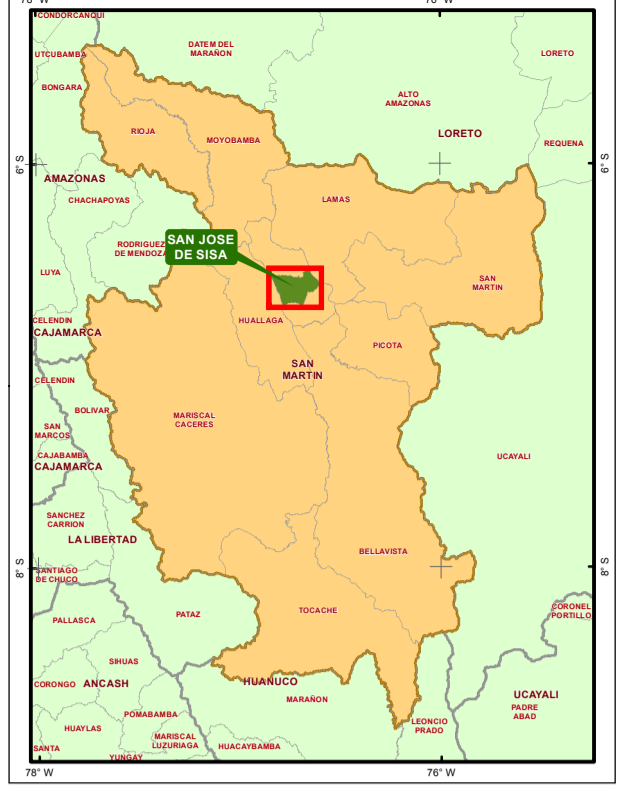 78° W
76° W
CONDORCANQUI
DATEM DEL
MARAÑON
UTCUBAMBA
LORETO
BONGARA
ALTO
AMAZONAS
RIOJA
MOYOBAMBA
LORETO
REQUENA
6° S
6° S
AMAZONAS
CHACHAPOYAS
LAMAS
SAN JOSE
DE SISA
RODRIGUEZ
DE MENDOZA
LUYA
SAN
MARTIN
CELENDIN
HUALLAGA
CAJAMARCA
PICOTA
SAN
MARTIN
CELENDIN
BOLIVAR
MARISCAL
CACERES
SAN
MARCOS
CAJABAMBA
UCAYALI
CAJAMARCA
SANCHEZ
CARRION
LA LIBERTAD
BELLAVISTA
8° S
8° S
SANTIAGO
DE CHUCO
CORONEL
PORTILLO
PALLASCA
PATAZ
TOCACHE
SIHUAS
CORONGO
ANCASH
HUANUCO
MARAÑON
UCAYALI
PADRE
ABAD
POMABAMBA
HUAYLAS
LEONCIO
PRADO
MARISCAL
LUZURIAGA
HUACAYBAMBA
SANTA
YUNGAY
78° W
76° W